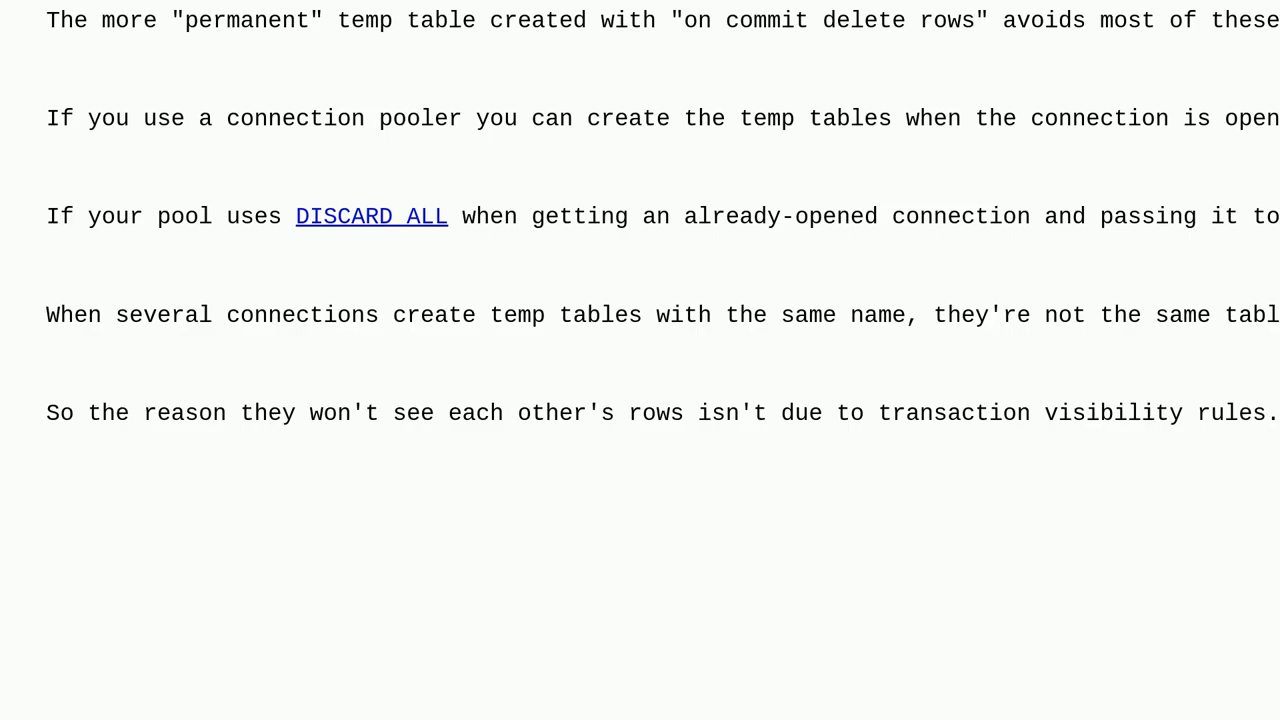 The more "permanent" temp table created with "on commit delete rows" avoids most of these
If you use a connection pooler you can create the temp tables when the connection is open
If your pool uses DISCARD ALL when getting an already-opened connection and passing it to
When several connections create temp tables with the same name, they're not the same tabl
So the reason they won't see each other's rows isn't due to transaction visibility rules.